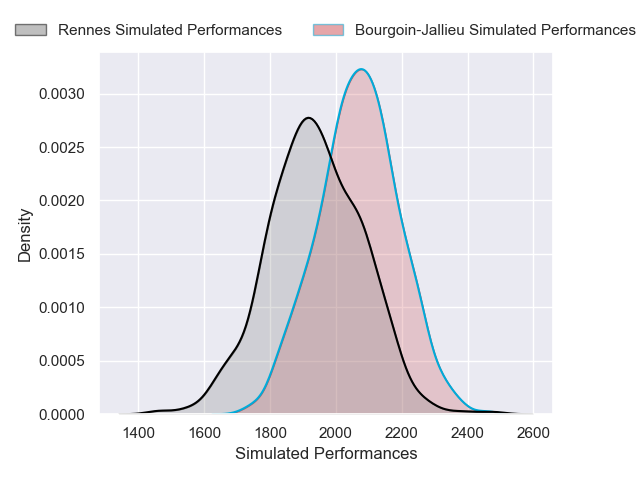 Rennes Simulated Performances
Bourgoin-Jallieu Simulated Performances
0.0030
0.0025
0.0020
0.0015
0.0010
0.0005
0.0000
Density
1400 1600 1800 2000 2200 2400 2600
Simulated Performances